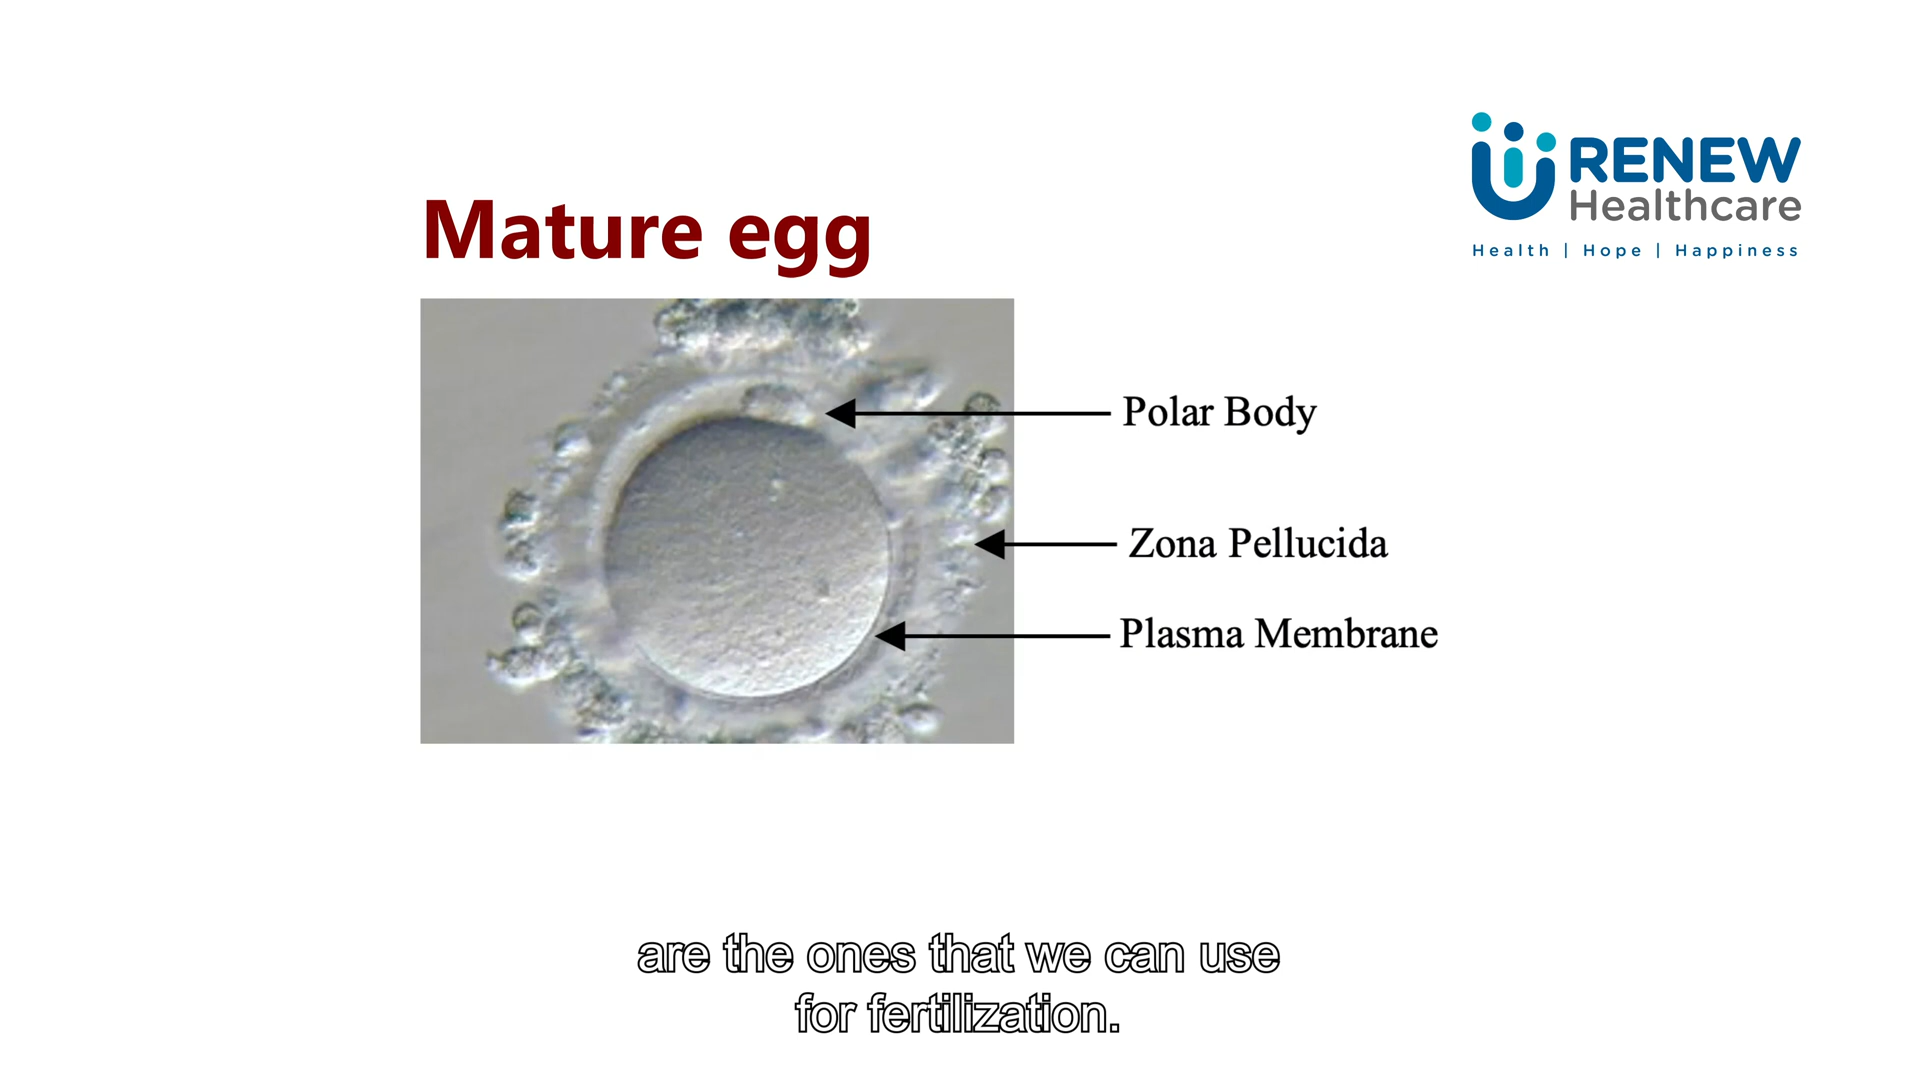 RENEW
Healthcare
Health | Hope | Happiness
Mature egg
Polar Body
Zona Pellucida
Plasma Membrane
are the ones that we can use
for fertilization.